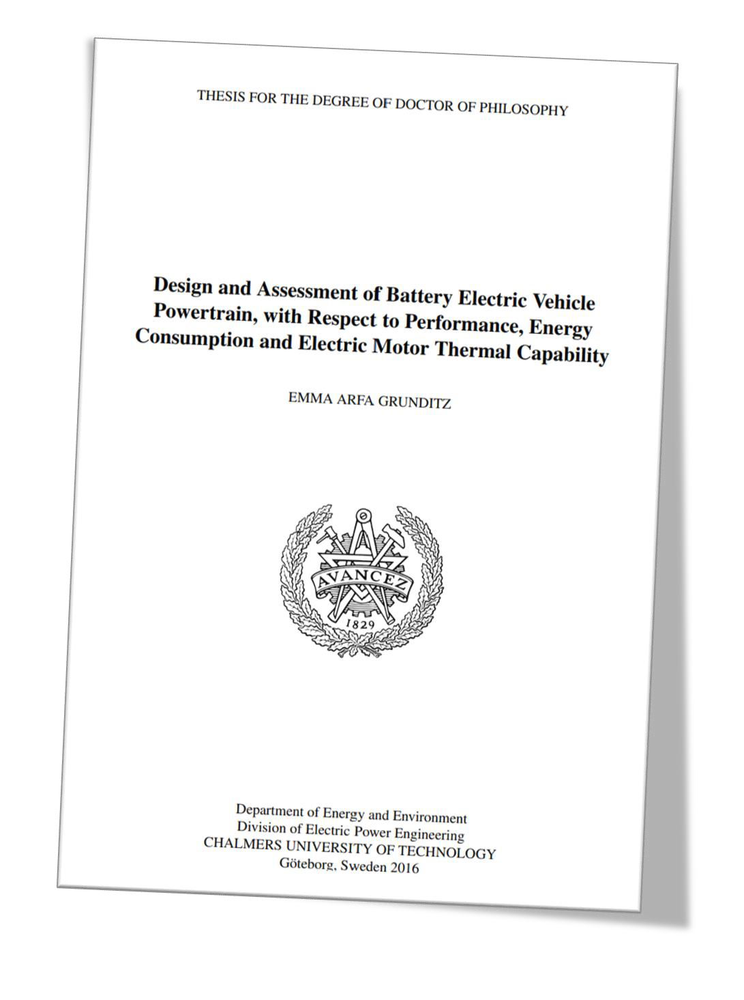 THESIS FOR THE DEGREE OF DOCTOR OF PHILOSOPHY
Design and Assessment of Battery Electric Vehicle
Powertrain, with Respect to Performance, Energy
Consumption and Electric Motor Thermal Capability
EMMA ARFA GRUNDITZ
AVANCEZ
1829
Department of Energy and Environment
Division of Electric Power Engineering
CHALMERS UNIVERSITY OF TECHNOLOGY
Göteborg, Sweden 2016